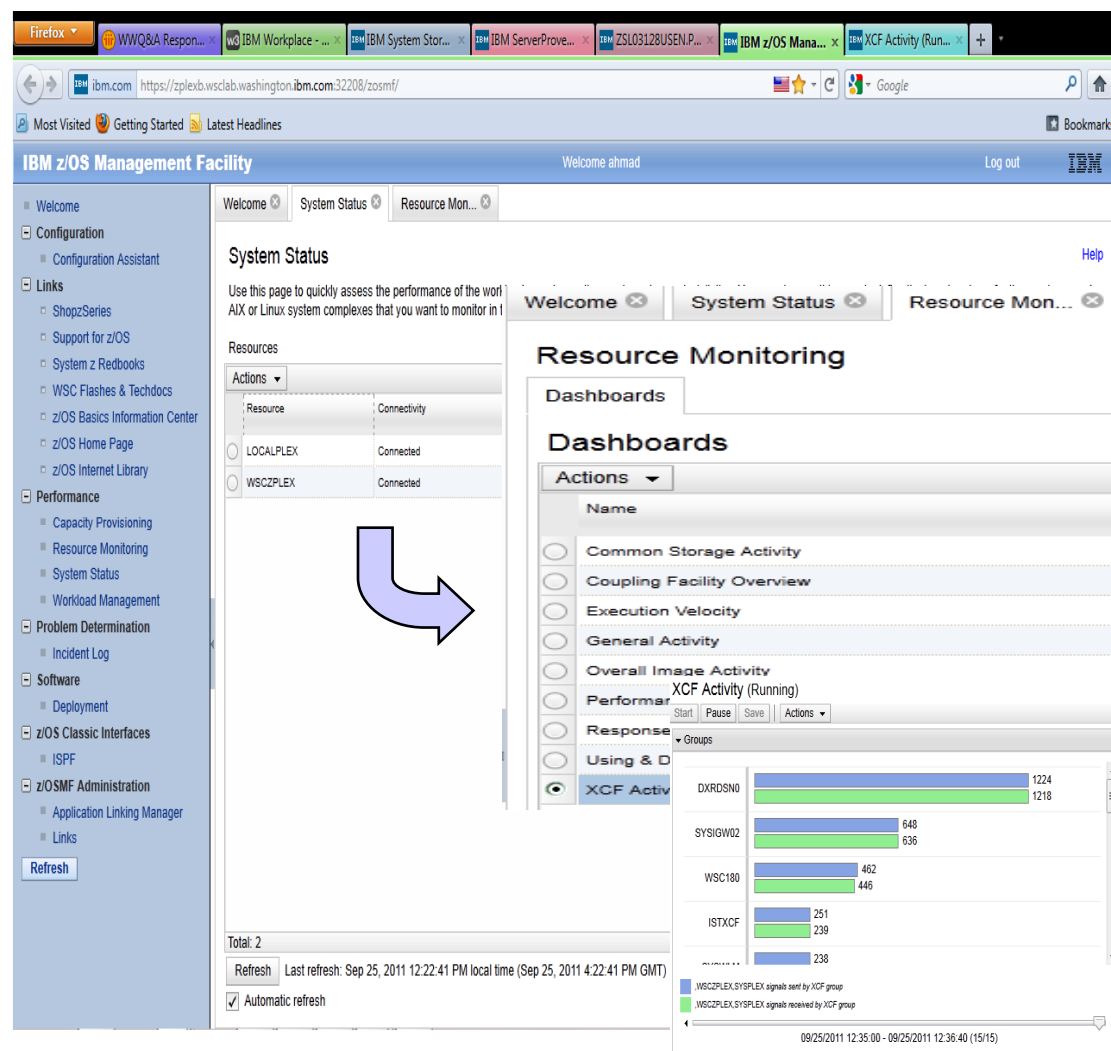 Firefox
WWQ&A Respon...
IBM Workplace - ...
IBM System Stor...
IBM ServerProve...
ZSL03128USEN.P...
IBM z/OS Mana...
XCF Activity (Run...
ibm.com https://zplexb.wsclab.washington.ibm.com:32208/zosmf/
Google
Most Visited Getting Started Latest Headlines
Bookmark
IBM z/OS Management Facility
Welcome ahmad
Log out
IBM
Welcome
Configuration
Configuration Assistant
Links
ShopzSeries
Support for z/OS
System z Redbooks
WSC Flashes & Techdocs
z/OS Basics Information Center
z/OS Home Page
z/OS Internet Library
Performance
Capacity Provisioning
Resource Monitoring
System Status
Workload Management
Problem Determination
Incident Log
Software
Deployment
z/OS Classic Interfaces
ISPF
z/OSMF Administration
Application Linking Manager
Links
Refresh
Welcome
System Status
Resource Mon...
System Status
Help
Use this page to quickly assess the performance of the
AIX or Linux system complexes that you want to monitor in
Resources
Actions
Resource Connectivity
LOCALPLEX Connected
WSCZPLEX Connected
Total: 2
Refresh Last refresh: Sep 25, 2011 12:22:41 PM local time (Sep 25, 2011 4:22:41 PM GMT)
Automatic refresh
Welcome
System Status
Resource Mon...
Resource Monitoring
Dashboards
Dashboards
Actions
Name
Common Storage Activity
Coupling Facility Overview
Execution Velocity
General Activity
Overall Image Activity
Performan
Response
Using & D
XCF Activ
XCF Activity (Running)
Start Pause Save Actions
Groups
DXRDSN0 1224
1218
SYSIGW02 648
636
WSC180 462
446
ISTXCF 251
239
238
,WSCZPLEX,SYSPLEX signals sent by XCF group
,WSCZPLEX,SYSPLEX signals received by XCF group
09/25/2011 12:35:00 - 09/25/2011 12:36:40 (15/15)